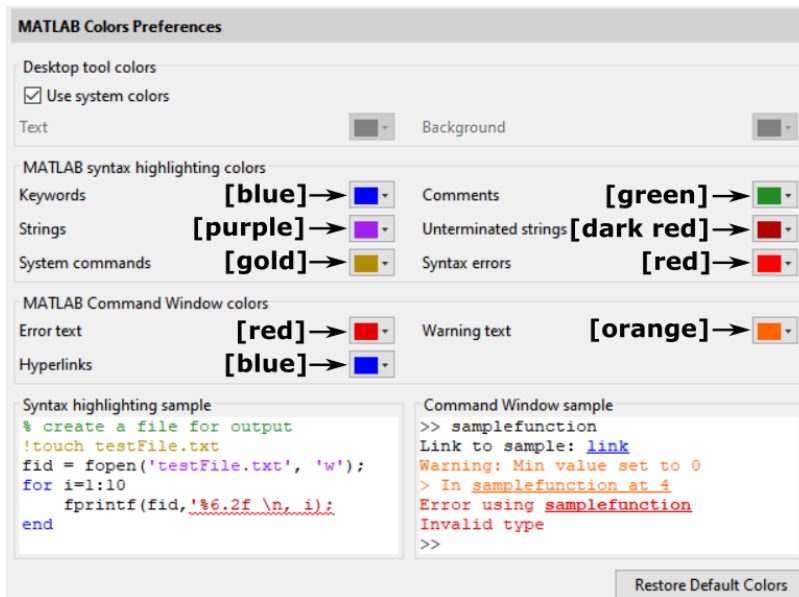 MATLAB Colors Preferences
Desktop tool colors
Use system colors
Text Background
MATLAB syntax highlighting colors
Keywords [blue] Comments [green]
Strings [purple] Unterminated strings [dark red]
System commands [gold] Syntax errors [red]
MATLAB Command Window colors
Error text [red] Warning text [orange]
Hyperlinks [blue]
Syntax highlighting sample
% create a file for output
!touch testFile.txt
fid = fopen('testFile.txt', 'w');
for i=1:10
fprintf(fid,'%6.2f \n, i);
end
Command Window sample
>> samplefunction
Link to sample: link
Warning: Min value set to 0
> In samplefunction at 4
Error using samplefunction
Invalid type
>>
Restore Default Colors